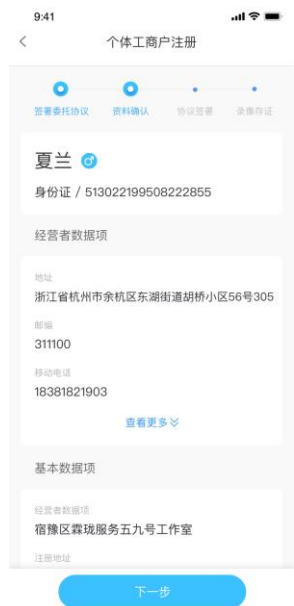 9:41
个体工商户注册
签署委托协议 资料确认 协议签署 录像存证
夏兰
身份证 / 513022199508222855
经营者数据项
地址
浙江省杭州市余杭区东湖街道胡桥小区56号305
邮编
311100
移动电话
18381821903
查看更多
基本数据项
经营者数据项
宿豫区霖珑服务五九号工作室
注册地址
下一步